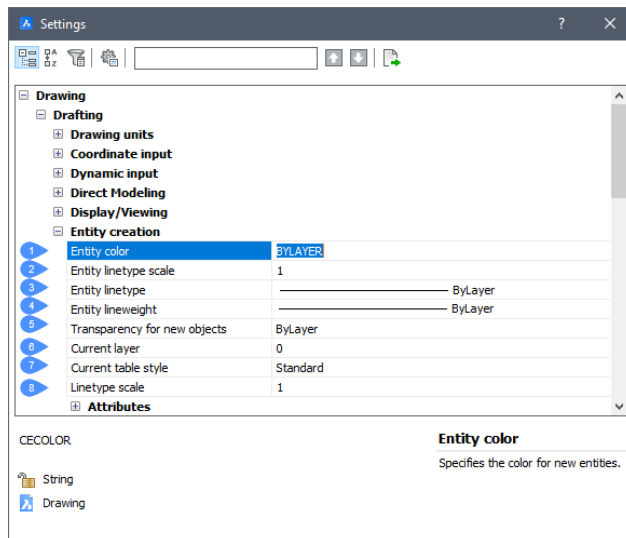 Settings
Drawing
Drafting
Drawing units
Coordinate input
Dynamic input
Direct Modeling
Display/Viewing
Entity creation
1 Entity color BYLAYER
2 Entity linetype scale 1
3 Entity linetype ByLayer
4 Entity lineweight ByLayer
5 Transparency for new objects ByLayer
6 Current layer 0
7 Current table style Standard
8 Linetype scale 1
Attributes
CECOLOR
String
Drawing
Entity color
Specifies the color for new entities.